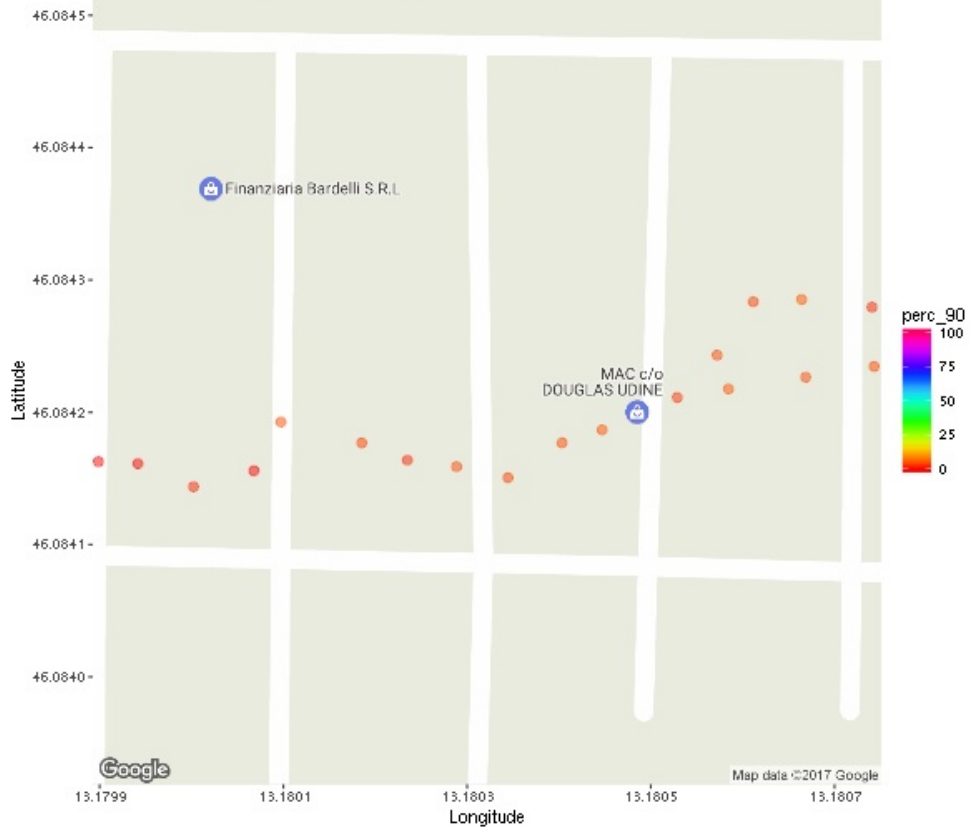 46.0845
46.0844
Finanziaria Bardelli S.R.L
46.0843
perc_90
100
75
50
25
0
Latitude
MAC c/o
DOUGLAS UDINE
46.0842
46.0841
46.0840
Google
Map data ©2017 Google
13.1799
13.1801
13.1803
13.1805
13.1807
Longitude